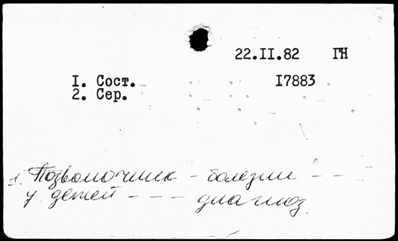 22.II.82 ГН
I. Сост. I7883
2. Сер.
1. Позвоночник - болезни - - -
у детей - - - диагноз.